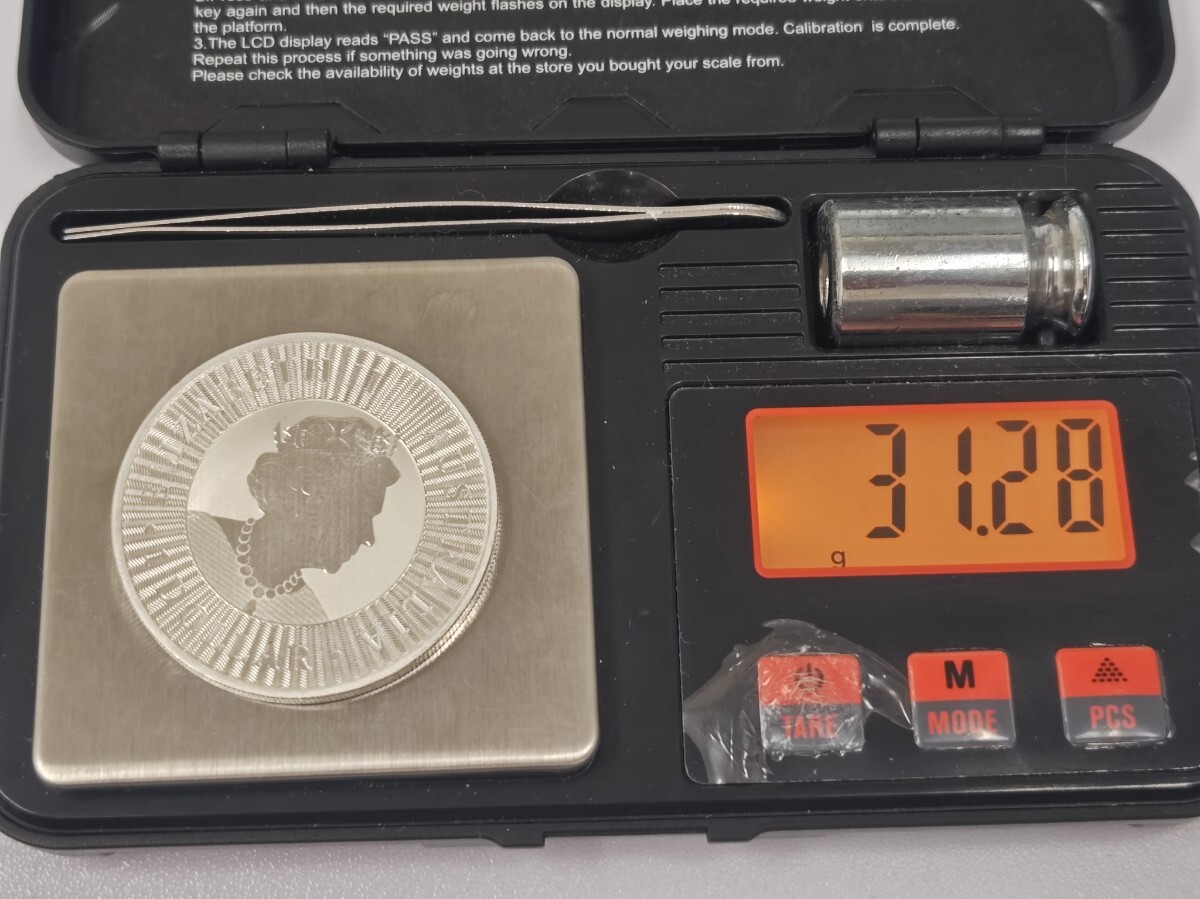 key again and then the required weight flashes on the display. Place the required weight
the platform.
3.The LCD display reads “PASS” and come back to the normal weighing mode. Calibration is complete.
Repeat this process if something was going wrong.
Please check the availability of weights at the store you bought your scale from.
ELIZABETH II AUSTRALIA
31.28
g
M
TARE
MODE
PCS